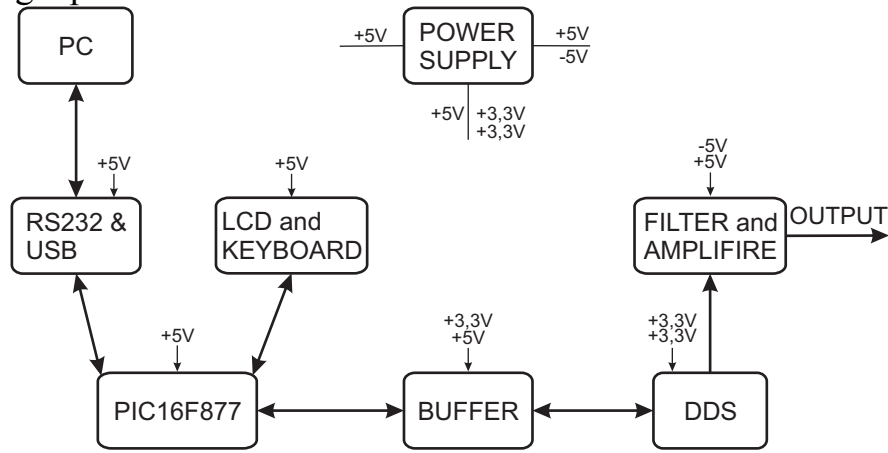 PC
+5V
POWER
SUPPLY
+5V
-5V
+5V
+3,3V
+3,3V
+5V
RS232 &
USB
+5V
LCD and
KEYBOARD
-5V
+5V
FILTER and
AMPLIFIRE
OUTPUT
+5V
PIC16F877
+3,3V
+5V
BUFFER
+3,3V
+3,3V
DDS